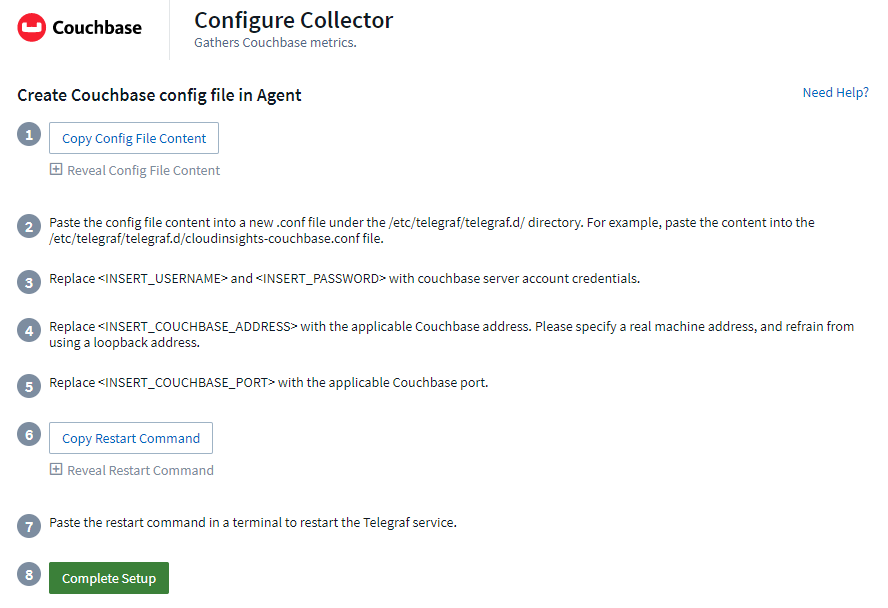 Couchbase
Configure Collector
Gathers Couchbase metrics.
Create Couchbase config file in Agent
Need Help?
1
Copy Config File Content
Reveal Config File Content
2
Paste the config file content into a new .conf file under the /etc/telegraf/telegraf.d/ directory. For example, paste the content into the
/etc/telegraf/telegraf.d/cloudinsights-couchbase.conf file.
3
Replace <INSERT_USERNAME> and <INSERT_PASSWORD> with couchbase server account credentials.
4
Replace <INSERT_COUCHBASE_ADDRESS> with the applicable Couchbase address. Please specify a real machine address, and refrain from
using a loopback address.
5
Replace <INSERT_COUCHBASE_PORT> with the applicable Couchbase port.
6
Copy Restart Command
Reveal Restart Command
7
Paste the restart command in a terminal to restart the Telegraf service.
8
Complete Setup